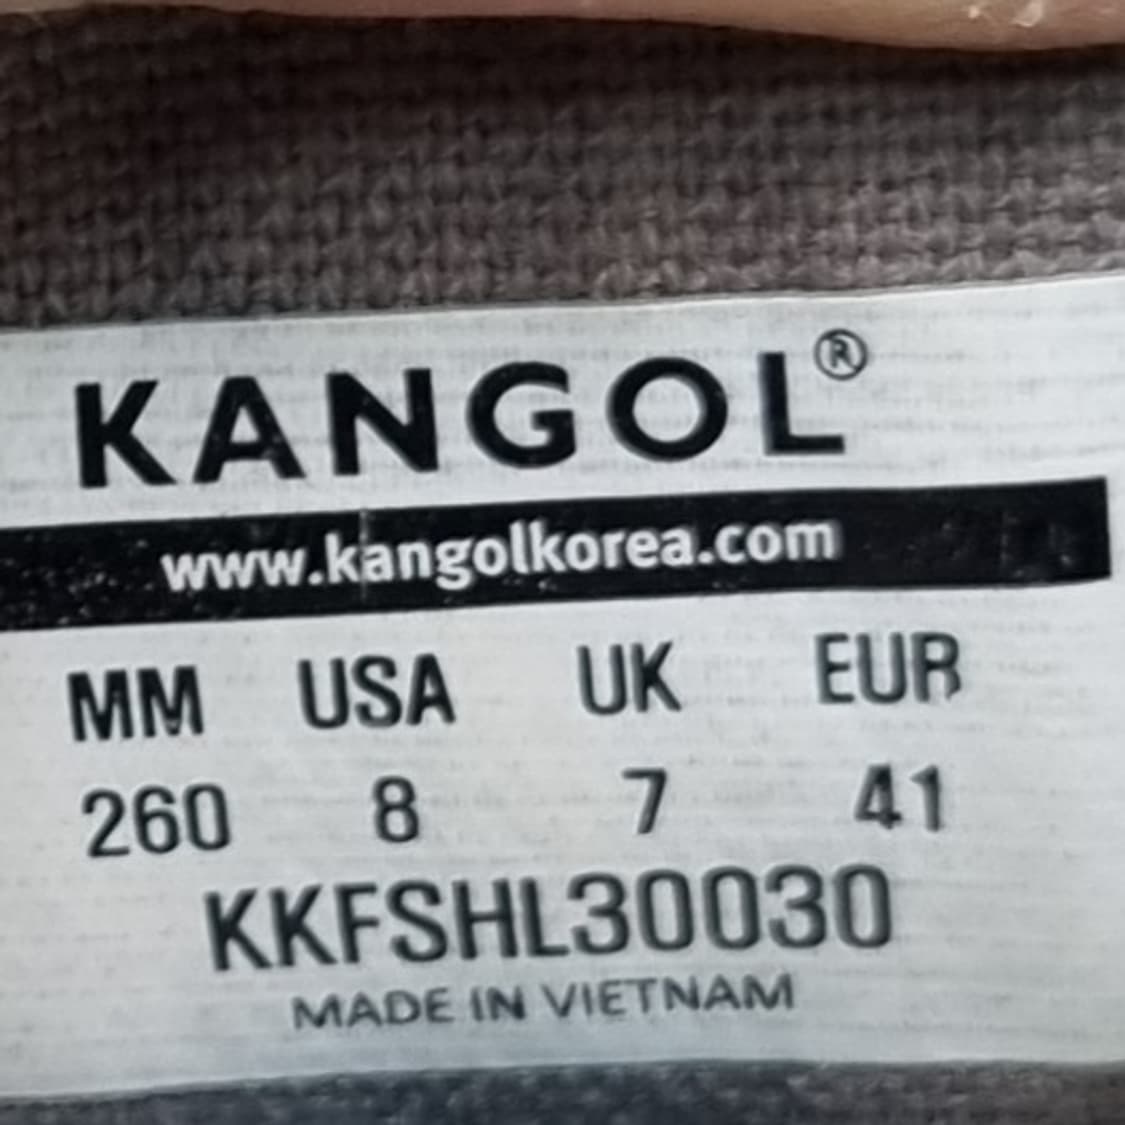 KANGOL®
www.kangolkorea.com
MM USA UK EUR
260 8 7 41
KKFSHL30030
MADE IN VIETNAM